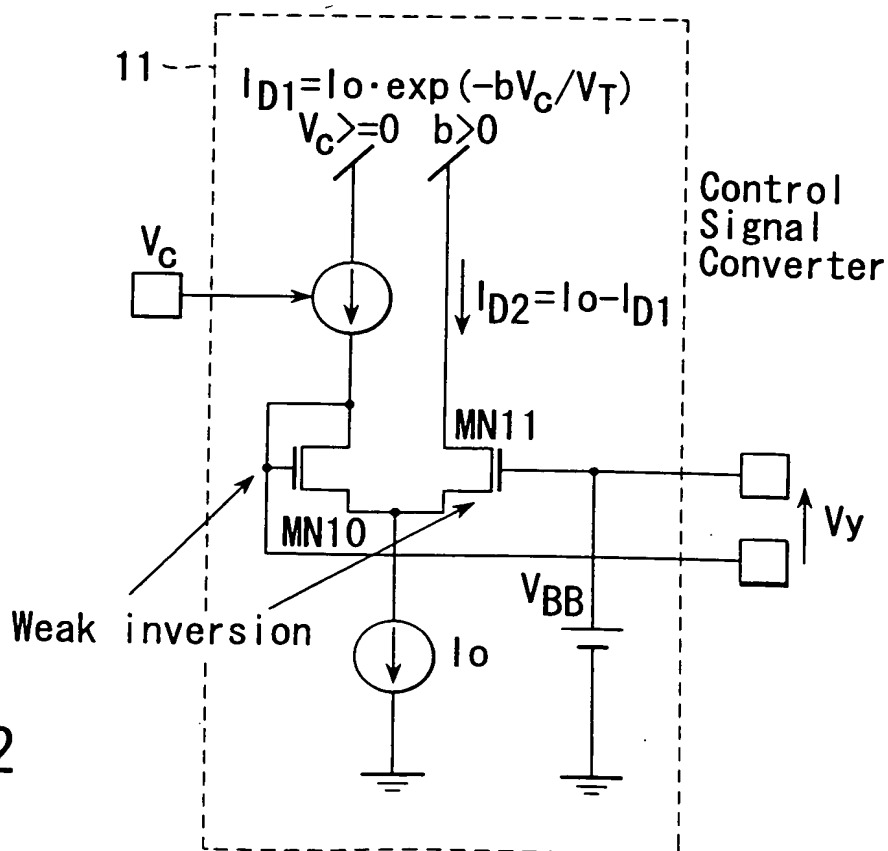 11
I_D1=Io·exp(-bV_c/V_T)
V_c>=0 b>0
Control
Signal
Converter
V_c
I_D2=Io-I_D1
MN11
MN10
Vy
V_BB
Weak inversion
Io
2